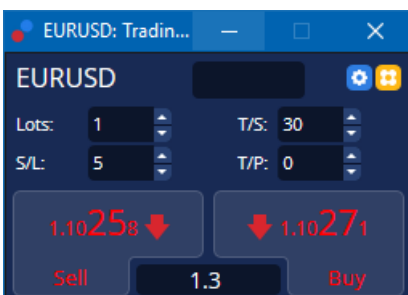 EURUSD: Tradin...
EURUSD
Lots: 1 T/S: 30
S/L: 5 T/P: 0
1.10258 1.10271
Sell 1.3 Buy